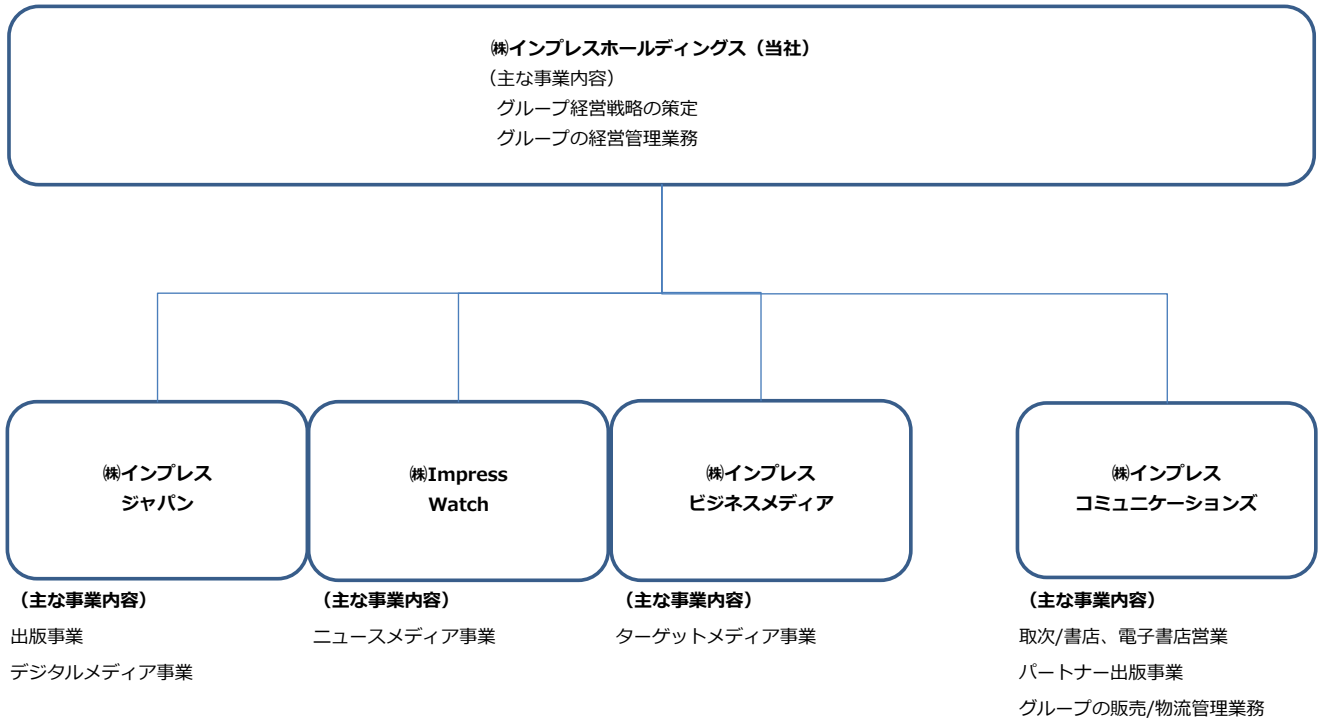 ㈱インプレスホールディングス（当社）
（主な事業内容）
グループ経営戦略の策定
グループの経営管理業務
㈱インプレス
ジャパン
㈱Impress
Watch
㈱インプレス
ビジネスメディア
㈱インプレス
コミュニケーションズ
（主な事業内容）
出版事業
デジタルメディア事業
（主な事業内容）
ニュースメディア事業
（主な事業内容）
ターゲットメディア事業
（主な事業内容）
取次/書店、電子書店営業
パートナー出版事業
グループの販売/物流管理業務